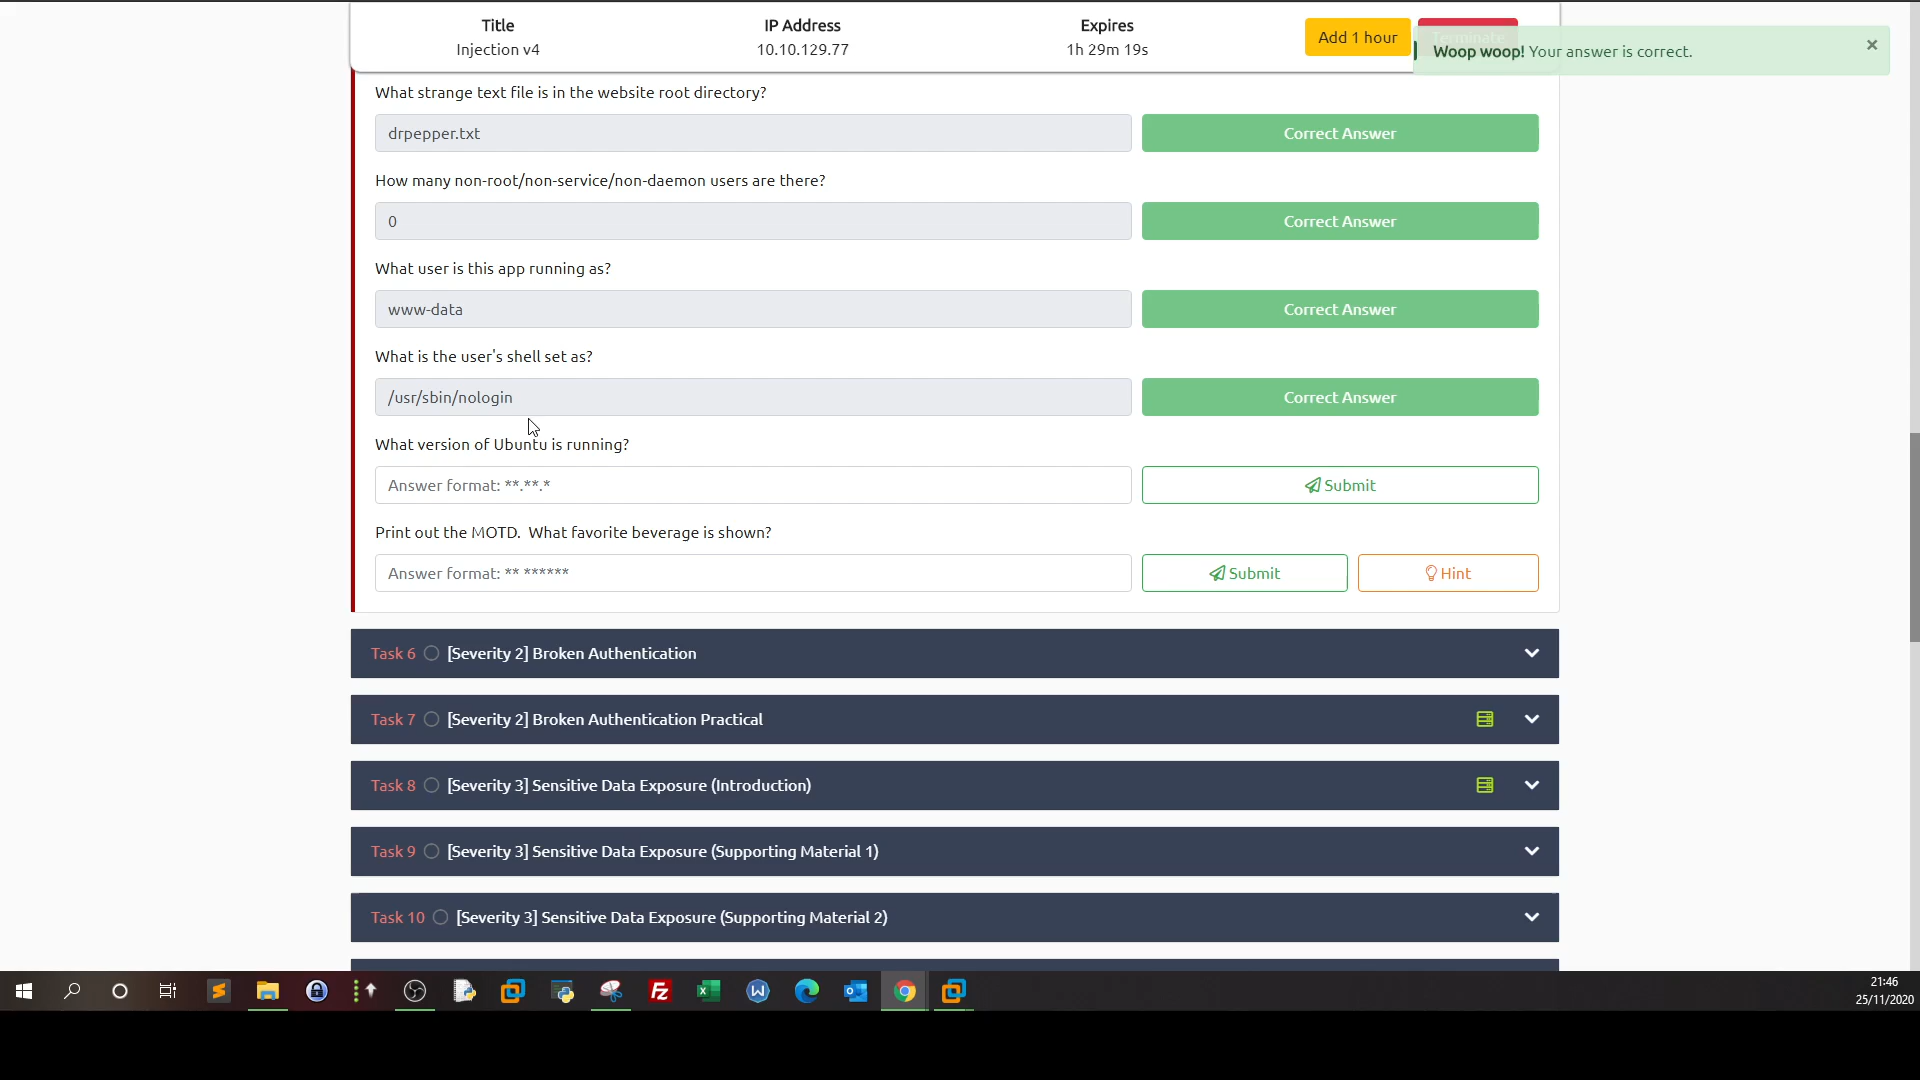 Title
IP Address
Expires
Injection v4
10.10.129.77
1h 29m 19s
Add 1 hour
Terminate
Woop woop! Your answer is correct.
×
What strange text file is in the website root directory?
drpepper.txt
Correct Answer
How many non-root/non-service/non-daemon users are there?
0
Correct Answer
What user is this app running as?
www-data
Correct Answer
What is the user's shell set as?
/usr/sbin/nologin
Correct Answer
What version of Ubuntu is running?
Answer format: **.**.*
Submit
Print out the MOTD.  What favorite beverage is shown?
Answer format: ** ******
Submit
Hint
Task 6 [Severity 2] Broken Authentication
Task 7 [Severity 2] Broken Authentication Practical
Task 8 [Severity 3] Sensitive Data Exposure (Introduction)
Task 9 [Severity 3] Sensitive Data Exposure (Supporting Material 1)
Task 10 [Severity 3] Sensitive Data Exposure (Supporting Material 2)
21:46
25/11/2020